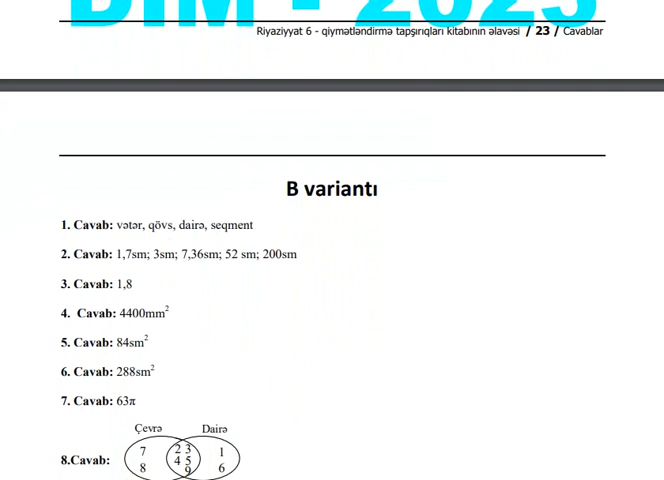 DIM - 2023
Riyaziyyat 6 - qiymətləndirmə tapşırıqları kitabının əlavəsi / 23 / Cavablar
B variantı
1. Cavab: vətər, qövs, dairə, seqment
2. Cavab: 1,7sm; 3sm; 7,36sm; 52 sm; 200sm
3. Cavab: 1,8
4. Cavab: 4400mm²
5. Cavab: 84sm²
6. Cavab: 288sm²
7. Cavab: 63π
Çevrə Dairə
7 2 3 1
8.Cavab: 4 5
8 9 6